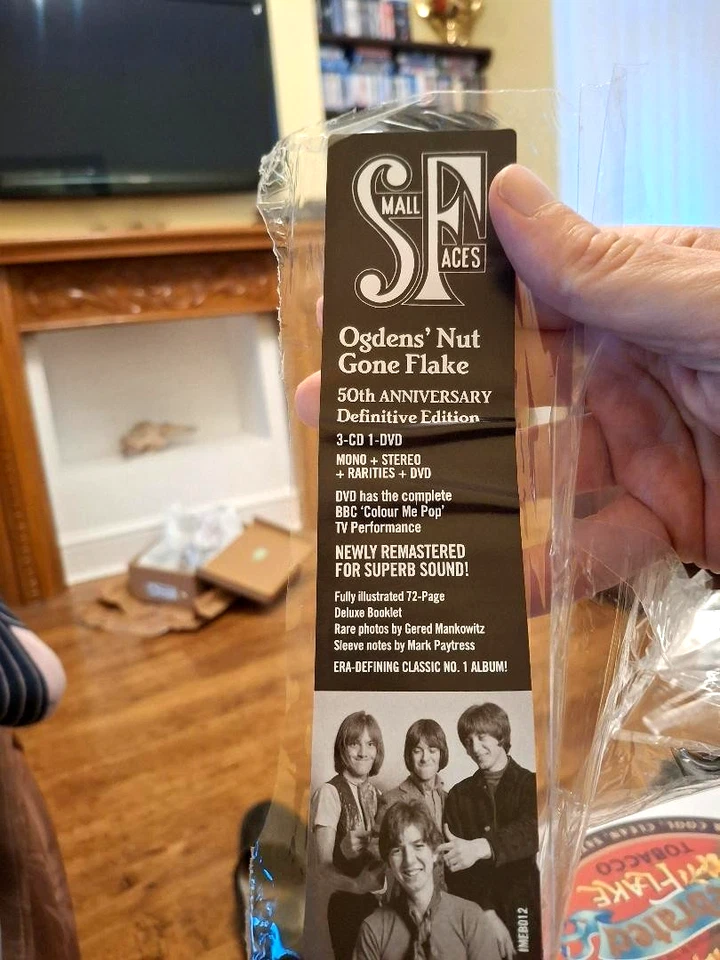 SMALL
FACES
Ogdens' Nut
Gone Flake
50th ANNIVERSARY
Definitive Edition
3-CD 1-DVD
MONO + STEREO
+ RARITIES + DVD
DVD has the complete
BBC 'Colour Me Pop'
TV Performance
NEWLY REMASTERED
FOR SUPERB SOUND!
Fully illustrated 72-Page
Deluxe Booklet
Rare photos by Gered Mankowitz
Sleeve notes by Mark Paytress
ERA-DEFINING CLASSIC NO. 1 ALBUM!
IMEB012
COOL, CLEAN
TOBACCO
FLAKE